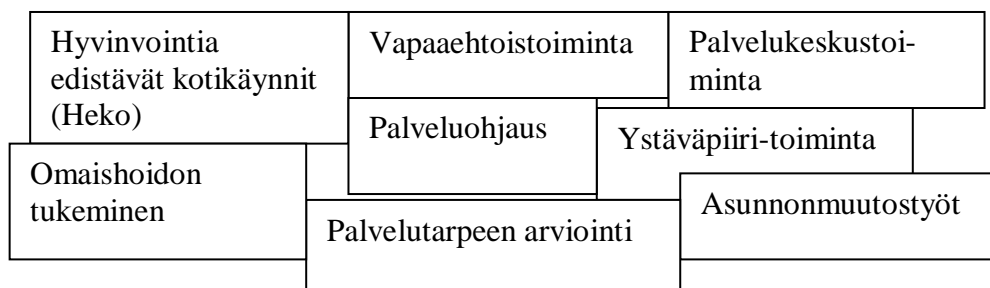 Hyvinvointia
edistävät kotikäynnit
(Heko)
Vapaaehtoistoiminta
Palvelukeskustoi-
minta
Palveluohjaus
Ystäväpiiri-toiminta
Omaishoidon
tukeminen
Asunnonmuutostyöt
Palvelutarpeen arviointi